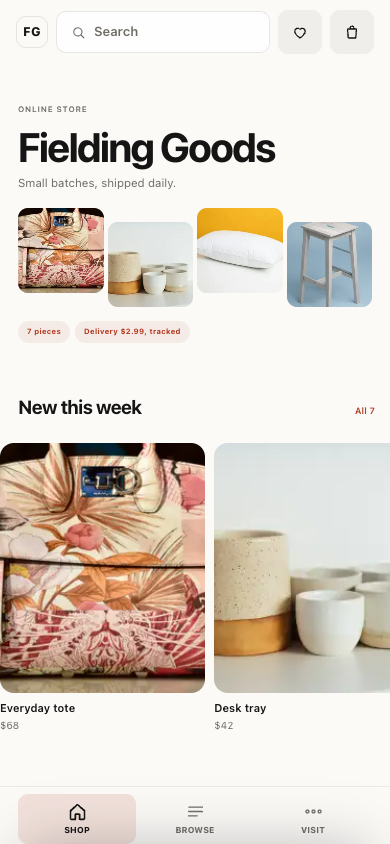 FG
Search
ONLINE STORE
Fielding Goods
Small batches, shipped daily.
7 pieces
Delivery $2.99, tracked
New this week
All 7
Everyday tote
$68
Desk tray
$42
SHOP
BROWSE
VISIT